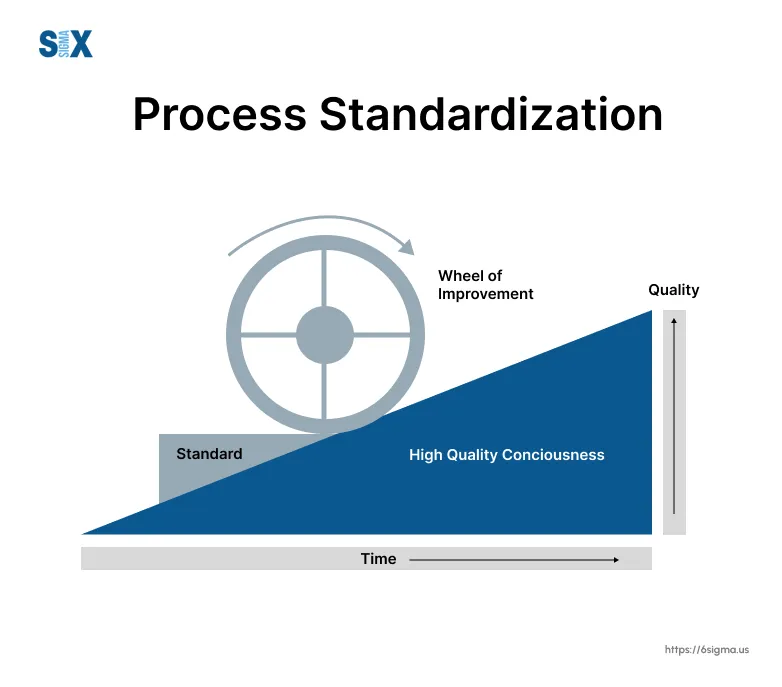 SIX
SIGMA
Process Standardization
Wheel of
Improvement
Quality
Standard
High Quality Conciousness
Time
https://6sigma.us